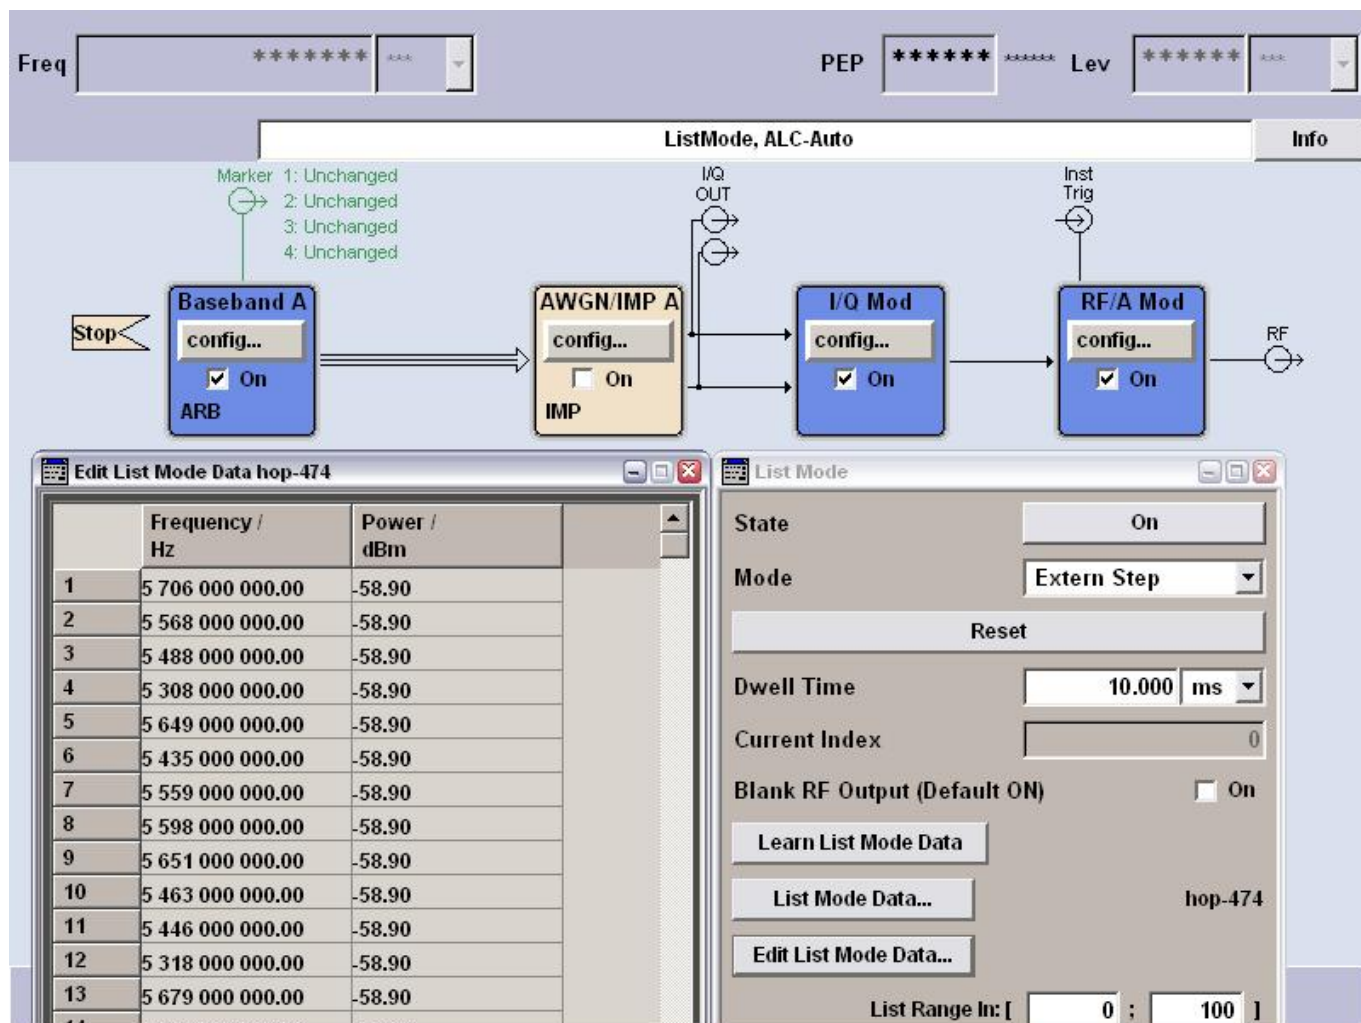 Freq ******* *** PEP ****** ****** Lev ****** ***
ListMode, ALC-Auto Info
Marker 1: Unchanged
2: Unchanged
3: Unchanged
4: Unchanged
I/Q
OUT
Inst
Trig
Stop
Baseband A
config...
On
ARB
AWGN/IMP A
config...
On
IMP
I/Q Mod
config...
On
RF/A Mod
config...
On
RF
Edit List Mode Data hop-474
Frequency / Hz Power / dBm
1 5 706 000 000.00 -58.90
2 5 568 000 000.00 -58.90
3 5 488 000 000.00 -58.90
4 5 308 000 000.00 -58.90
5 5 649 000 000.00 -58.90
6 5 435 000 000.00 -58.90
7 5 559 000 000.00 -58.90
8 5 598 000 000.00 -58.90
9 5 651 000 000.00 -58.90
10 5 463 000 000.00 -58.90
11 5 446 000 000.00 -58.90
12 5 318 000 000.00 -58.90
13 5 679 000 000.00 -58.90
List Mode
State On
Mode Extern Step
Reset
Dwell Time 10.000 ms
Current Index 0
Blank RF Output (Default ON) On
Learn List Mode Data
List Mode Data... hop-474
Edit List Mode Data...
List Range In: [ 0 ; 100 ]